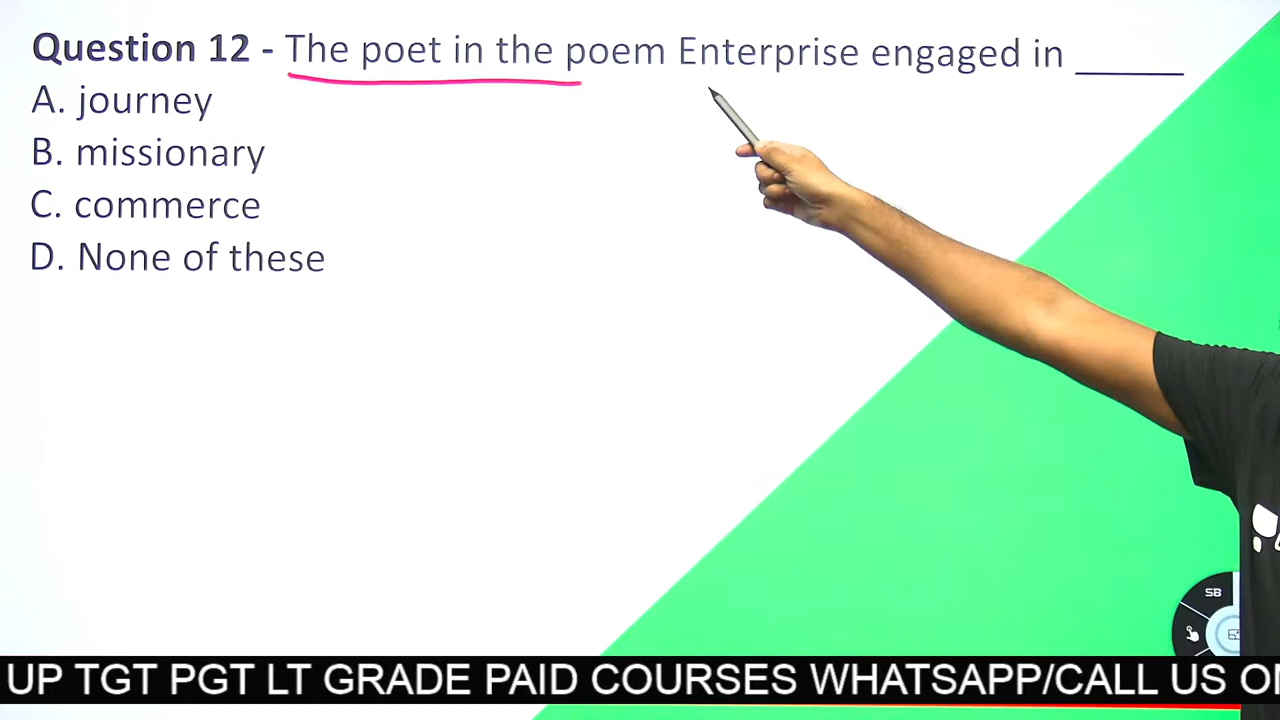 Question 12 - The poet in the poem Enterprise engaged in ______
A. journey
B. missionary
C. commerce
D. None of these
SB
UP TGT PGT LT GRADE PAID COURSES WHATSAPP/CALL US